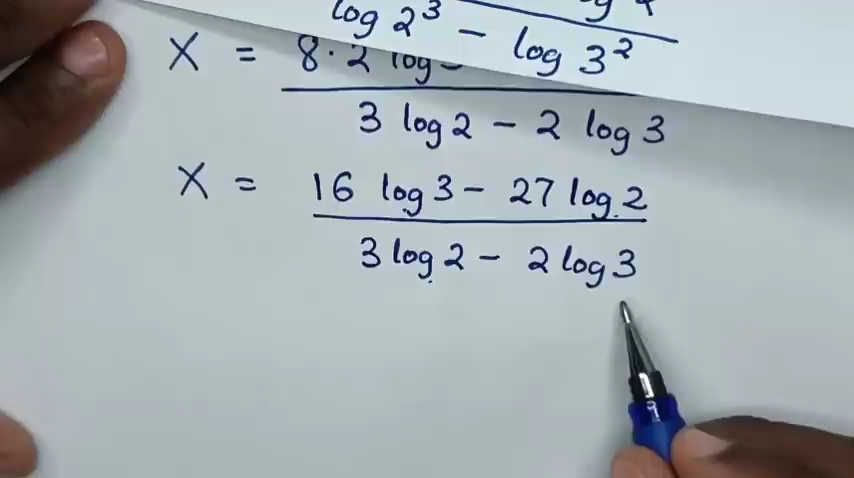 log 2³ − log 3²
X = 8·2 log
3 log 2 − 2 log 3
X = 16 log 3 − 27 log 2
3 log 2 − 2 log 3